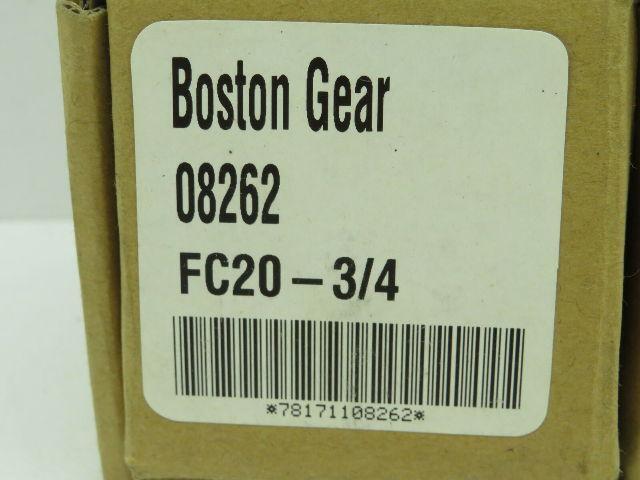 Boston Gear
08262
FC20 – 3/4
*78171108262*